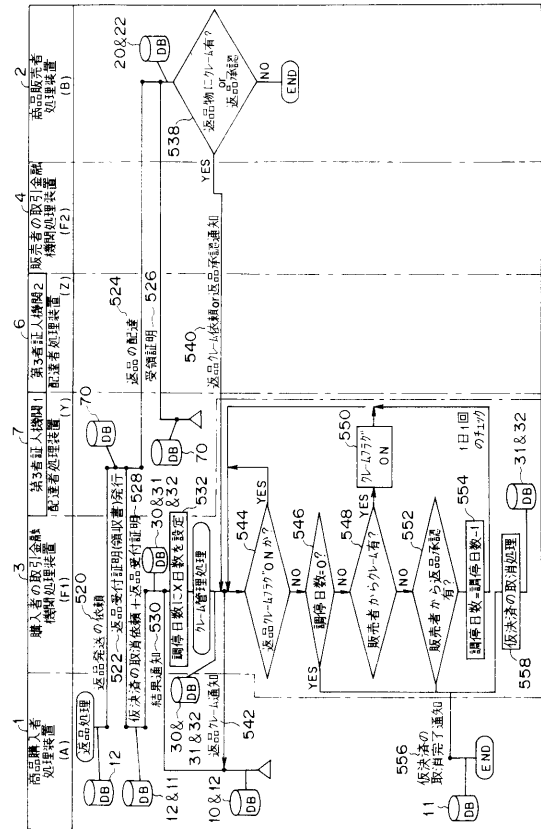 1
商品購入者
処理装置
(A)
3
購入者の取引金融
機関処理装置
(F1)
7
第3者証人機関1
配達者処理装置
(Y)
6
第3者証人機関2
配達者処理装置
(Z)
4
販売者の取引金融
機関処理装置
(F2)
2
商品販売者
処理装置
(B)
返品処理
DB
12
520
返品発送の依頼
70
DB
522
返品受付証明(領収書)発行
524
返品の配達
DB
12&11
仮決済の取消依頼+返品受付証明
528
526
受領証明
DB
70
DB
20&22
530
結果通知
DB
30&31
&32
調停日数にX日数を設定
532
DB
30&
31&32
クレーム管理処理
538
返品物にクレーム有?
or
返品承認
YES
NO
END
540
返品クレーム依頼or返品承認通知
返品クレーム通知
542
DB
10&12
544
返品クレームフラグONか?
YES
NO
546
調停日数=0?
YES
NO
548
販売者からクレーム有?
YES
550
クレームフラグ
ON
NO
552
販売者から返品承認
有?
554
調停日数=調停日数-1
1日1回
のチェック
556
仮決済の
取消完了通知
仮決済の取消処理
558
DB
31&32
DB
11
END